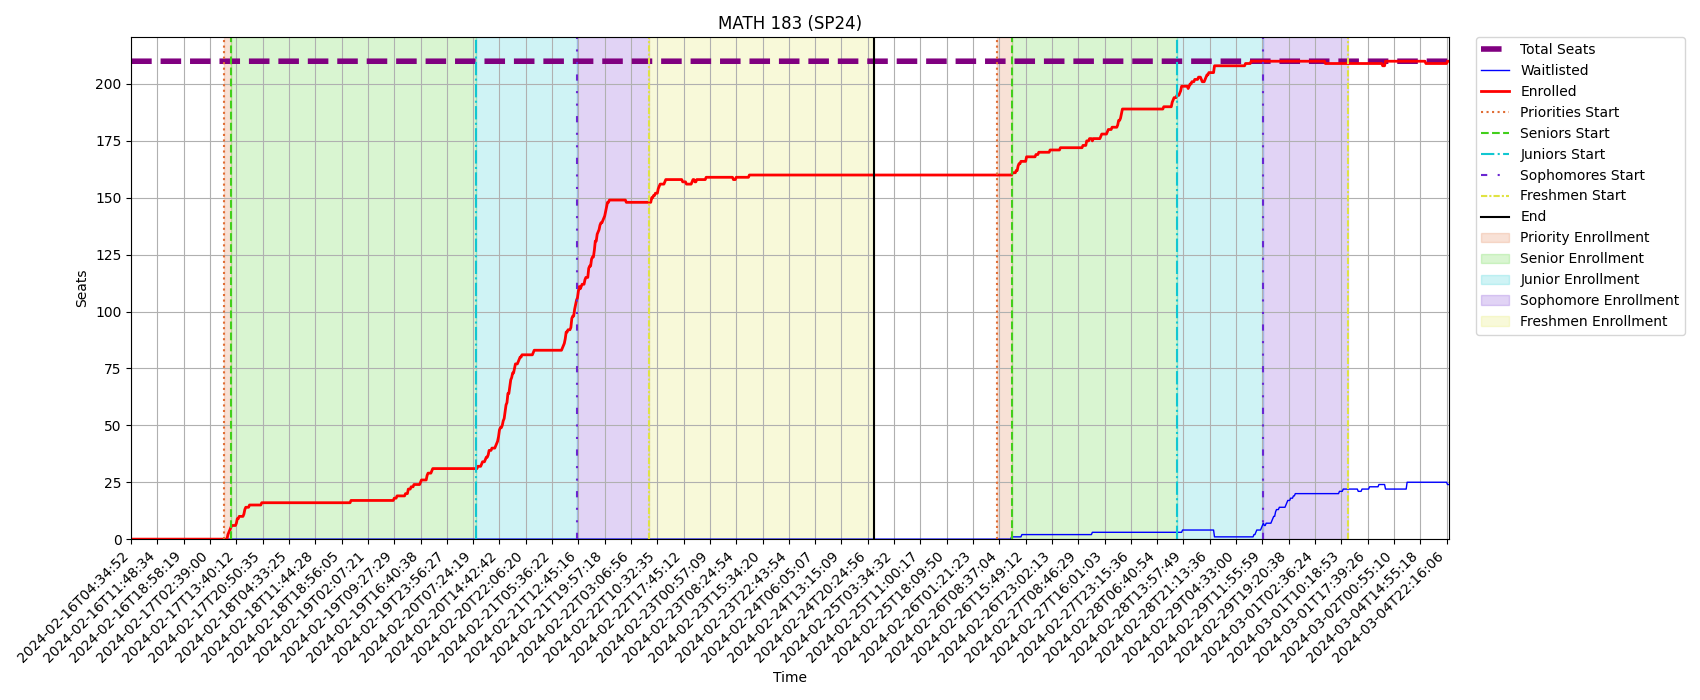 MATH 183 (SP24)
Seats
200
175
150
125
100
75
50
25
0
2024-02-16T04:34:52
2024-02-16T11:48:34
2024-02-16T18:58:19
2024-02-17T02:39:00
2024-02-17T13:40:12
2024-02-17T20:50:35
2024-02-18T04:33:25
2024-02-18T11:44:28
2024-02-18T18:56:05
2024-02-19T02:07:21
2024-02-19T09:27:29
2024-02-19T16:40:38
2024-02-19T23:56:27
2024-02-20T07:24:19
2024-02-20T14:42:42
2024-02-20T22:06:20
2024-02-21T05:36:22
2024-02-21T12:45:16
2024-02-21T19:57:18
2024-02-22T03:06:56
2024-02-22T10:32:35
2024-02-22T17:45:12
2024-02-23T00:57:09
2024-02-23T08:24:54
2024-02-23T15:34:20
2024-02-23T22:43:54
2024-02-24T06:05:07
2024-02-24T13:15:09
2024-02-24T20:24:56
2024-02-25T03:34:32
2024-02-25T11:00:17
2024-02-25T18:09:50
2024-02-26T01:21:23
2024-02-26T08:37:04
2024-02-26T15:49:12
2024-02-26T23:02:13
2024-02-27T08:46:29
2024-02-27T16:01:03
2024-02-27T23:15:36
2024-02-28T06:40:54
2024-02-28T13:57:49
2024-02-28T21:13:36
2024-02-29T04:33:00
2024-02-29T11:55:59
2024-02-29T19:20:38
2024-03-01T02:36:24
2024-03-01T10:18:53
2024-03-01T17:39:26
2024-03-02T00:55:10
2024-03-04T14:55:18
2024-03-04T22:16:06
Time
Total Seats
Waitlisted
Enrolled
Priorities Start
Seniors Start
Juniors Start
Sophomores Start
Freshmen Start
End
Priority Enrollment
Senior Enrollment
Junior Enrollment
Sophomore Enrollment
Freshmen Enrollment